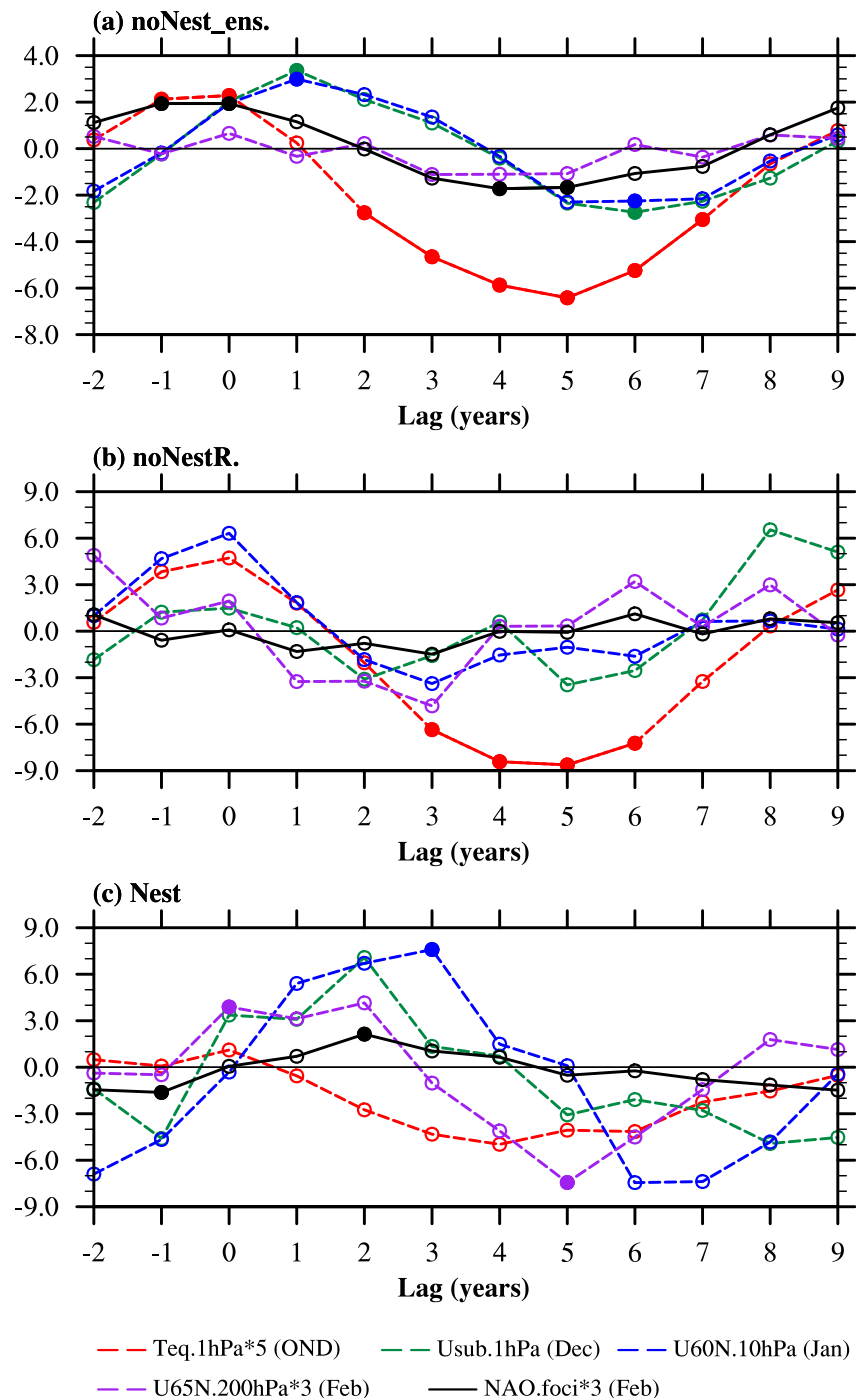 (a) noNest_ens.
4.0
2.0
0.0
-2.0
-4.0
-6.0
-8.0
-2 -1 0 1 2 3 4 5 6 7 8 9
Lag (years)
(b) noNestR.
9.0
6.0
3.0
0.0
-3.0
-6.0
-9.0
-2 -1 0 1 2 3 4 5 6 7 8 9
Lag (years)
(c) Nest
9.0
6.0
3.0
0.0
-3.0
-6.0
-9.0
-2 -1 0 1 2 3 4 5 6 7 8 9
Lag (years)
Teq.1hPa*5 (OND) Usub.1hPa (Dec) U60N.10hPa (Jan)
U65N.200hPa*3 (Feb) NAO.foci*3 (Feb)